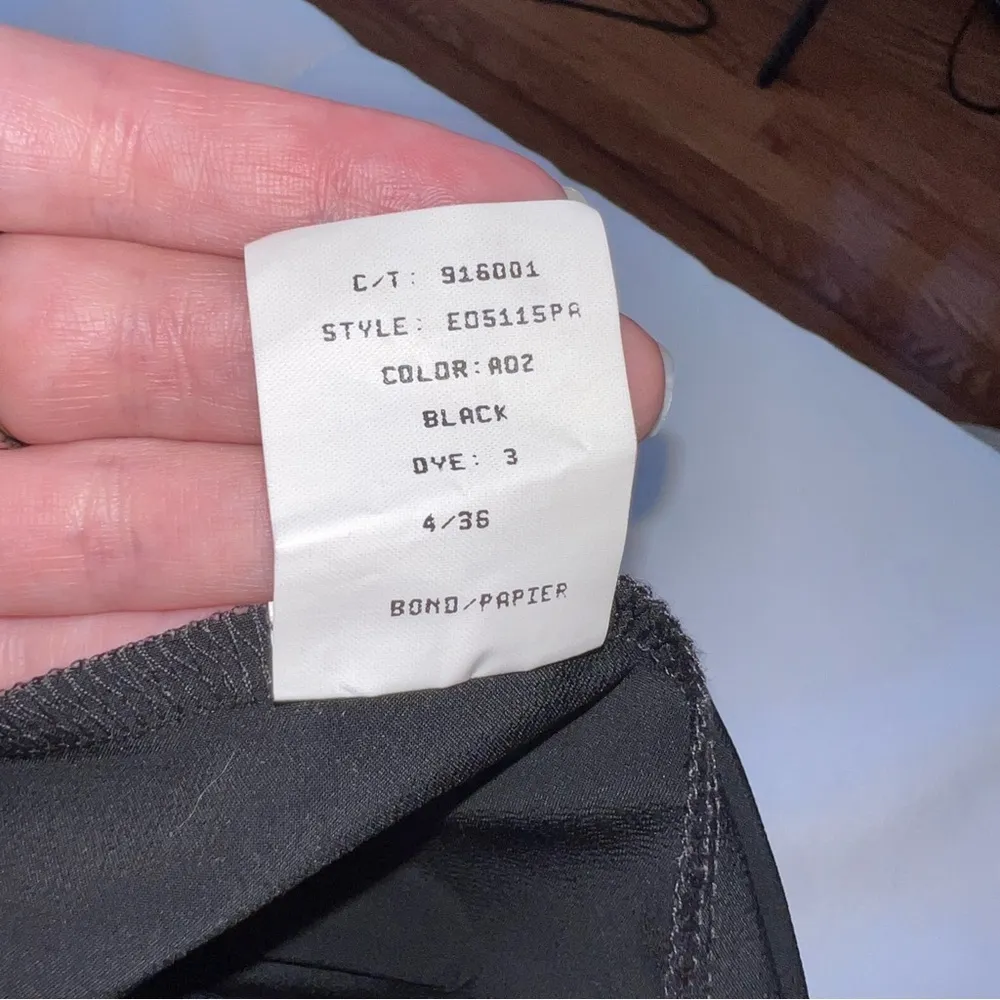 C/T: 916001
STYLE: E05115PA
COLOR:A02
BLACK
DYE: 3
4/36
BOND/PAPIER